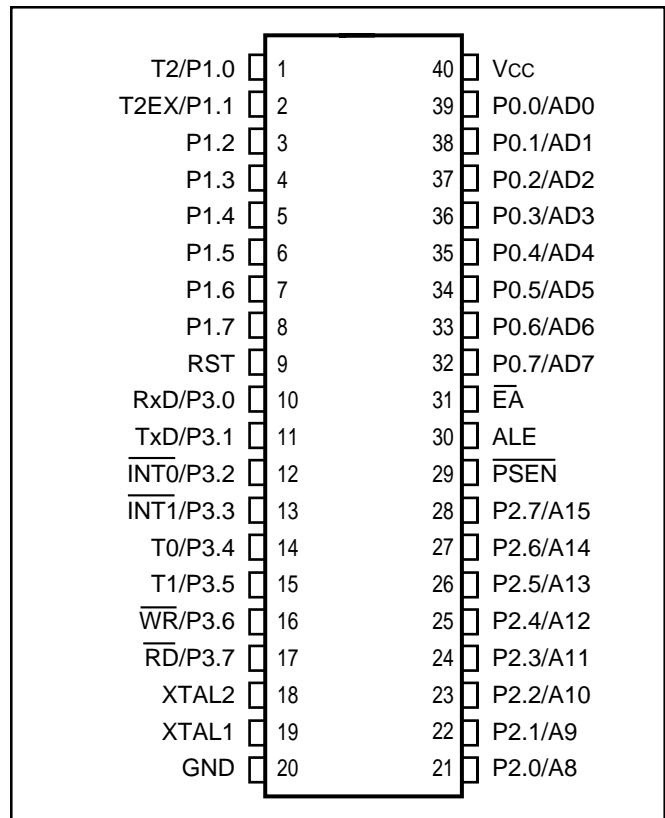 T2/P1.0 1 40 Vcc
T2EX/P1.1 2 39 P0.0/AD0
P1.2 3 38 P0.1/AD1
P1.3 4 37 P0.2/AD2
P1.4 5 36 P0.3/AD3
P1.5 6 35 P0.4/AD4
P1.6 7 34 P0.5/AD5
P1.7 8 33 P0.6/AD6
RST 9 32 P0.7/AD7
RxD/P3.0 10 31 E̅A̅
TxD/P3.1 11 30 ALE
I̅N̅T̅0̅/P3.2 12 29 P̅S̅E̅N̅
I̅N̅T̅1̅/P3.3 13 28 P2.7/A15
T0/P3.4 14 27 P2.6/A14
T1/P3.5 15 26 P2.5/A13
W̅R̅/P3.6 16 25 P2.4/A12
R̅D̅/P3.7 17 24 P2.3/A11
XTAL2 18 23 P2.2/A10
XTAL1 19 22 P2.1/A9
GND 20 21 P2.0/A8